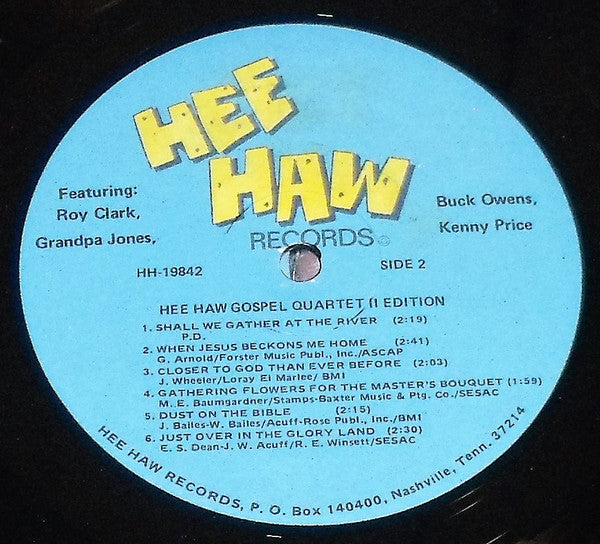 HEE
HAW
RECORDS
Featuring:
Roy Clark,
Grandpa Jones,
Buck Owens,
Kenny Price
HH-19842
SIDE 2
HEE HAW GOSPEL QUARTET II EDITION
1. SHALL WE GATHER AT THE RIVER (2:19)
P.D.
2. WHEN JESUS BECKONS ME HOME (2:41)
G. Arnold/Forster Music Publ., Inc./ASCAP
3. CLOSER TO GOD THAN EVER BEFORE (2:03)
J. Wheeler/Loray El Marlee/ BMI
4. GATHERING FLOWERS FOR THE MASTER'S BOUQUET (1:59)
M. E. Baumgardner/Stamps-Baxter Music & Ptg. Co./SESAC
5. DUST ON THE BIBLE (2:15)
J. Bailes-W. Bailes/Acuff-Rose Publ., Inc./BMI
6. JUST OVER IN THE GLORY LAND (2:30)
E. S. Dean-J. W. Acuff/R. E. Winsett/SESAC
HEE HAW RECORDS, P. O. Box 140400, Nashville, Tenn. 37214